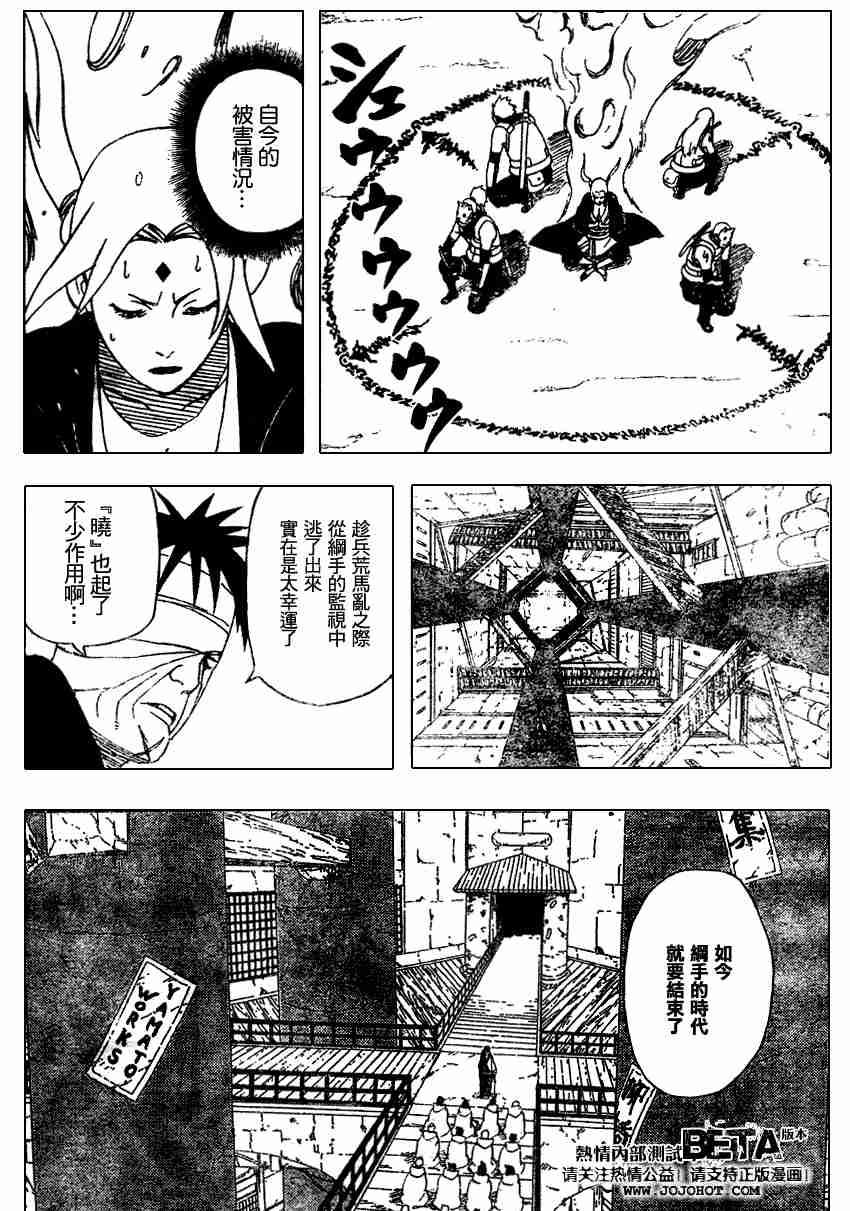 シュウウウウウウ
自今的
被害情況…
趁兵荒馬亂之際
從綱手的監視中
逃了出來
實在是太幸運了
『曉』也起了
不少作用啊…
集
YAMATO
WORKS
如今
綱手的時代
就要結束了
熱情內部測試BETA版本
请关注热情公益「请支持正版漫画」
WWW.JOJOHOT.COM